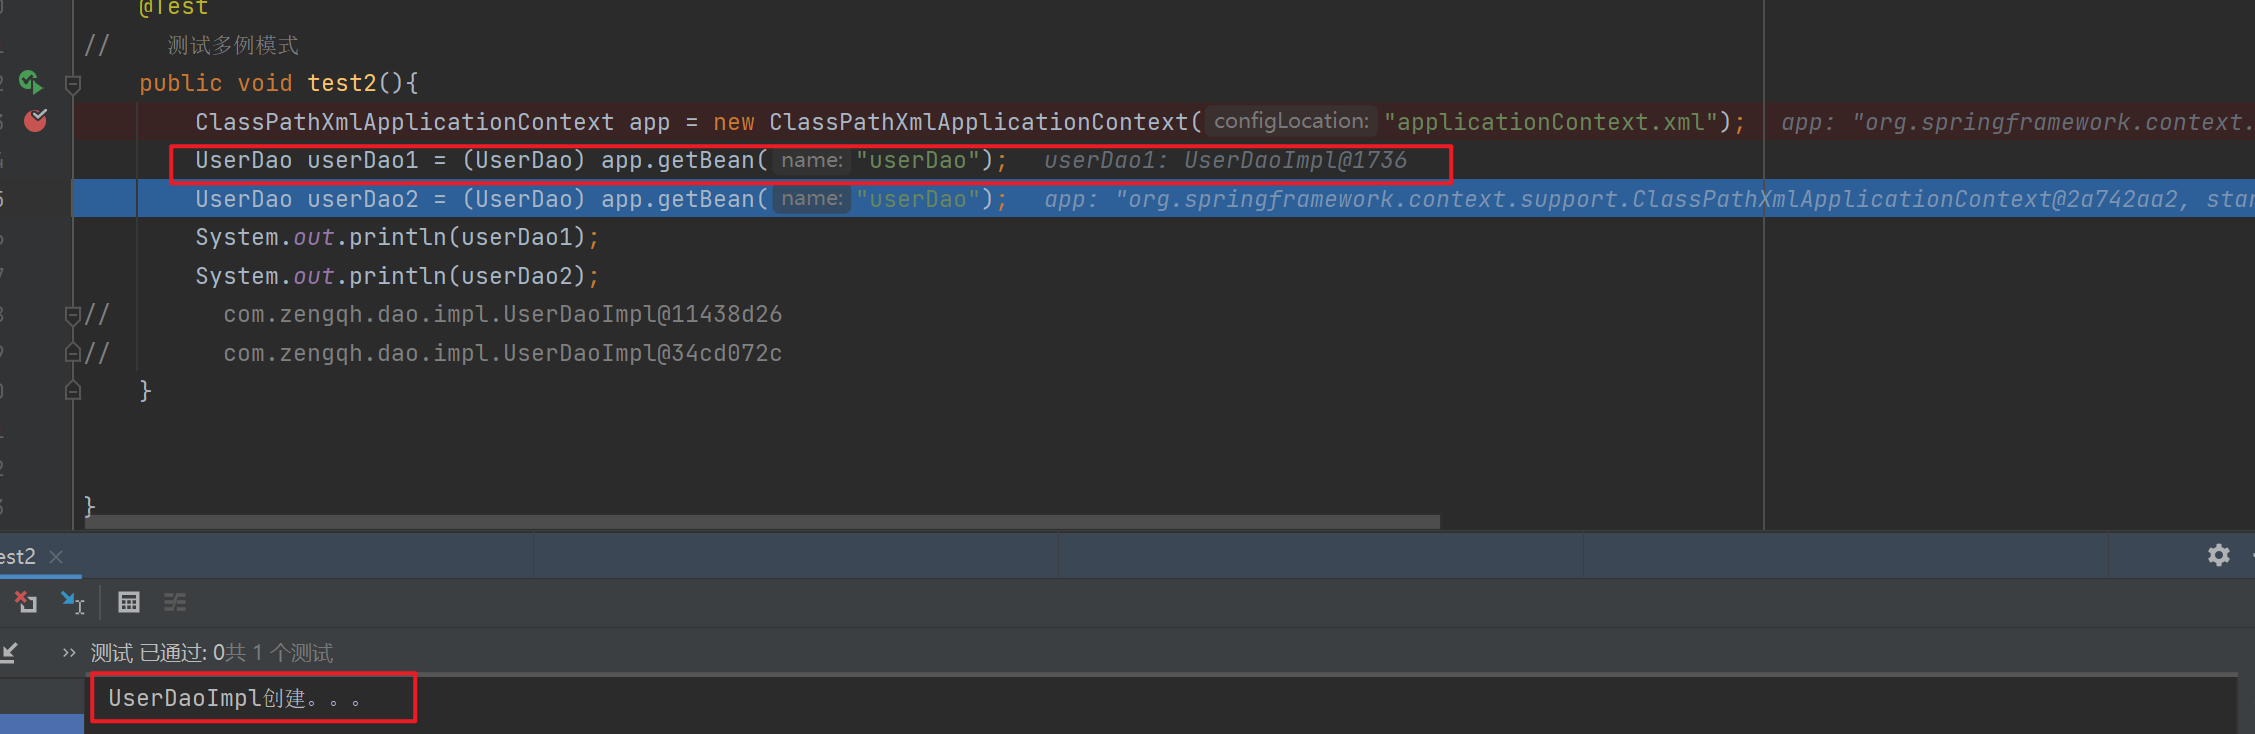 @Test
// 测试多例模式
public void test2(){
ClassPathXmlApplicationContext app = new ClassPathXmlApplicationContext( configLocation: "applicationContext.xml"); app: "org.springframework.context.
UserDao userDao1 = (UserDao) app.getBean( name: "userDao"); userDao1: UserDaoImpl@1736
UserDao userDao2 = (UserDao) app.getBean( name: "userDao"); app: "org.springframework.context.support.ClassPathXmlApplicationContext@2a742aa2, star
System.out.println(userDao1);
System.out.println(userDao2);
// com.zengqh.dao.impl.UserDaoImpl@11438d26
// com.zengqh.dao.impl.UserDaoImpl@34cd072c
}
}
est2
» 测试 已通过: 0共 1 个测试
UserDaoImpl创建。。。